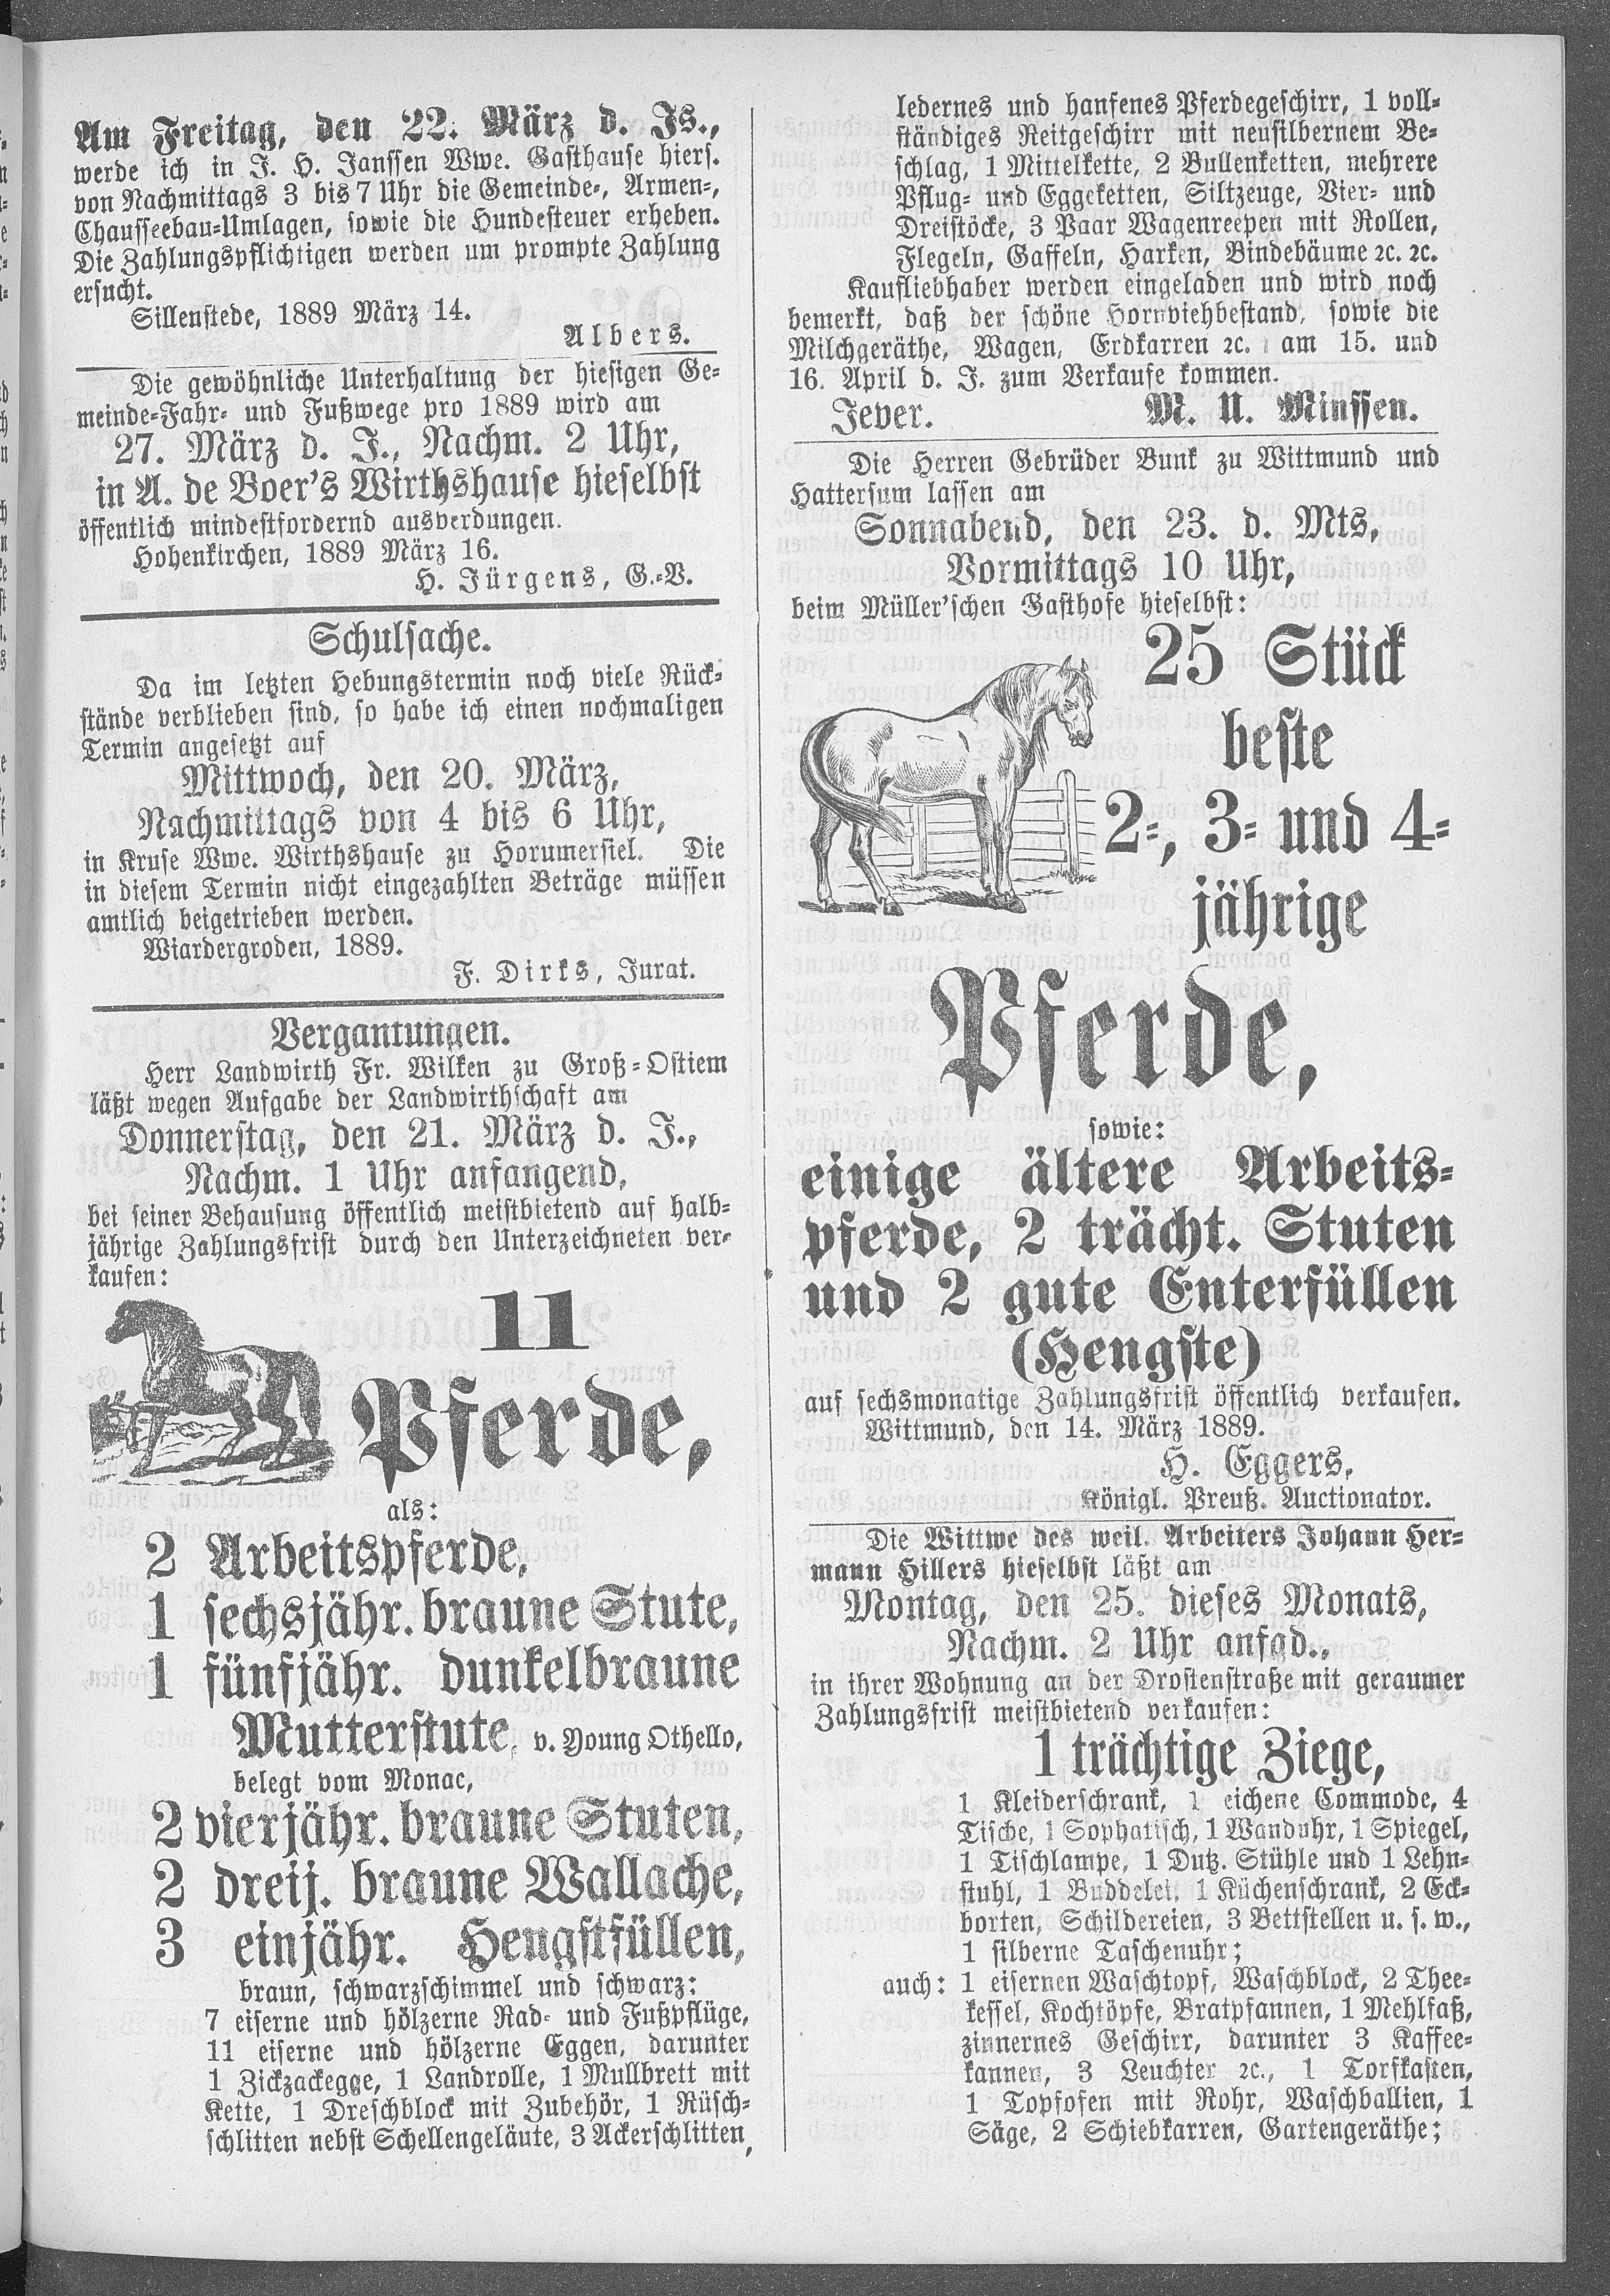 Am Freitag, den 22. März d. Js.,
werde ich in J. H. Janssen Wwe. Gasthause hiers.
von Nachmittags 3 bis 7 Uhr die Gemeinde-, Armen-,
Chausseebau-Umlagen, sowie die Hundesteuer erheben.
Die Zahlungspflichtigen werden um prompte Zahlung
ersucht.
Sillenstede, 1889 März 14.
Albers.
Die gewöhnliche Unterhaltung der hiesigen Ge-
meinde-Fahr- und Fußwege pro 1889 wird am
27. März d. J., Nachm. 2 Uhr,
in A. de Boer's Wirthshause hieselbst
öffentlich mindestfordernd ausverdungen.
Hohenkirchen, 1889 März 16.
H. Jürgens, G.-V.
Schulsache.
Da im letzten Hebungstermin noch viele Rück-
stände verblieben sind, so habe ich einen nochmaligen
Termin angesetzt auf
Mittwoch, den 20. März,
Nachmittags von 4 bis 6 Uhr,
in Kruse Wwe. Wirthshause zu Horumersiel. Die
in diesem Termin nicht eingezahlten Beträge müssen
amtlich beigetrieben werden.
Wiardergroden, 1889.
F. Dirks, Jurat.
Vergantungen.
Herr Landwirth Fr. Wilken zu Groß-Ostiem
läßt wegen Aufgabe der Landwirthschaft am
Donnerstag, den 21. März d. J.,
Nachm. 1 Uhr anfangend,
bei seiner Behausung öffentlich meistbietend auf halb-
jährige Zahlungsfrist durch den Unterzeichneten ver-
kaufen:
11
Pferde,
als:
2 Arbeitspferde,
1 sechsjähr. braune Stute,
1 fünfjähr. dunkelbraune
Mutterstute, v. Young Othello,
belegt vom Monac,
2 vierjähr. braune Stuten,
2 dreij. braune Wallache,
3 einjähr. Hengstfüllen,
braun, schwarzschimmel und schwarz:
7 eiserne und hölzerne Rad- und Fußpflüge,
11 eiserne und hölzerne Eggen, darunter
1 Zickzackegge, 1 Landrolle, 1 Mullbrett mit
Kette, 1 Dreschblock mit Zubehör, 1 Rüsch-
schlitten nebst Schellengeläute, 3 Ackerschlitten,
ledernes und hanfenes Pferdegeschirr, 1 voll-
ständiges Reitgeschirr mit neusilbernem Be-
schlag, 1 Mittelkette, 2 Bullenketten, mehrere
Pflug- und Eggeketten, Siltzeuge, Vier- und
Dreistöcke, 3 Paar Wagenreepen mit Rollen,
Flegeln, Gaffeln, Harken, Bindebäume ꝛc. ꝛc.
Kaufliebhaber werden eingeladen und wird noch
bemerkt, daß der schöne Hornviehbestand, sowie die
Milchgeräthe, Wagen, Erdkarren ꝛc. am 15. und
16. April d. J. zum Verkaufe kommen.
Jever. M. U. Minssen.
Die Herren Gebrüder Bunk zu Wittmund und
Hattersum lassen am
Sonnabend, den 23. d. Mts,
Vormittags 10 Uhr,
beim Müller'schen Gasthofe hieselbst:
25 Stück
beste
2-, 3- und 4-
jährige
Pferde,
sowie:
einige ältere Arbeits-
pferde, 2 trächt. Stuten
und 2 gute Enterfüllen
(Hengste)
auf sechsmonatige Zahlungsfrist öffentlich verkaufen.
Wittmund, den 14. März 1889.
H. Eggers,
Königl. Preuß. Auctionator.
Die Wittwe des weil. Arbeiters Johann Her-
mann Hillers hieselbst läßt am
Montag, den 25. dieses Monats,
Nachm. 2 Uhr anfgd.,
in ihrer Wohnung an der Drostenstraße mit geraumer
Zahlungsfrist meistbietend verkaufen:
1 trächtige Ziege,
1 Kleiderschrank, 1 eichene Commode, 4
Tische, 1 Sophatisch, 1 Wanduhr, 1 Spiegel,
1 Tischlampe, 1 Dutz. Stühle und 1 Lehn-
stuhl, 1 Buddelei, 1 Küchenschrank, 2 Eck-
borten, Schildereien, 3 Bettstellen u. s. w.,
1 silberne Taschenuhr;
auch: 1 eisernen Waschtopf, Waschblock, 2 Thee-
kessel, Kochtöpfe, Bratpfannen, 1 Mehlfaß,
zinnernes Geschirr, darunter 3 Kaffee-
kannen, 3 Leuchter ꝛc., 1 Torfkasten,
1 Topfofen mit Rohr, Waschballien, 1
Säge, 2 Schiebkarren, Gartengeräthe;